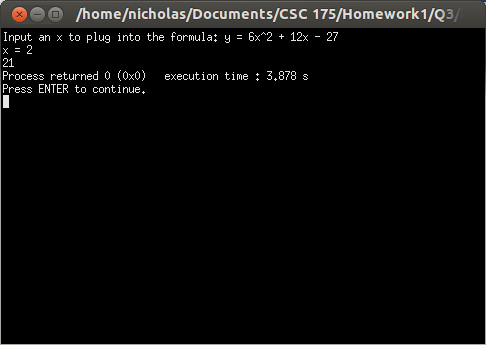 /home/nicholas/Documents/CSC 175/Homework1/Q3/
Input an x to plug into the formula: y = 6x^2 + 12x - 27
x = 2
21
Process returned 0 (0x0)   execution time : 3.878 s
Press ENTER to continue.